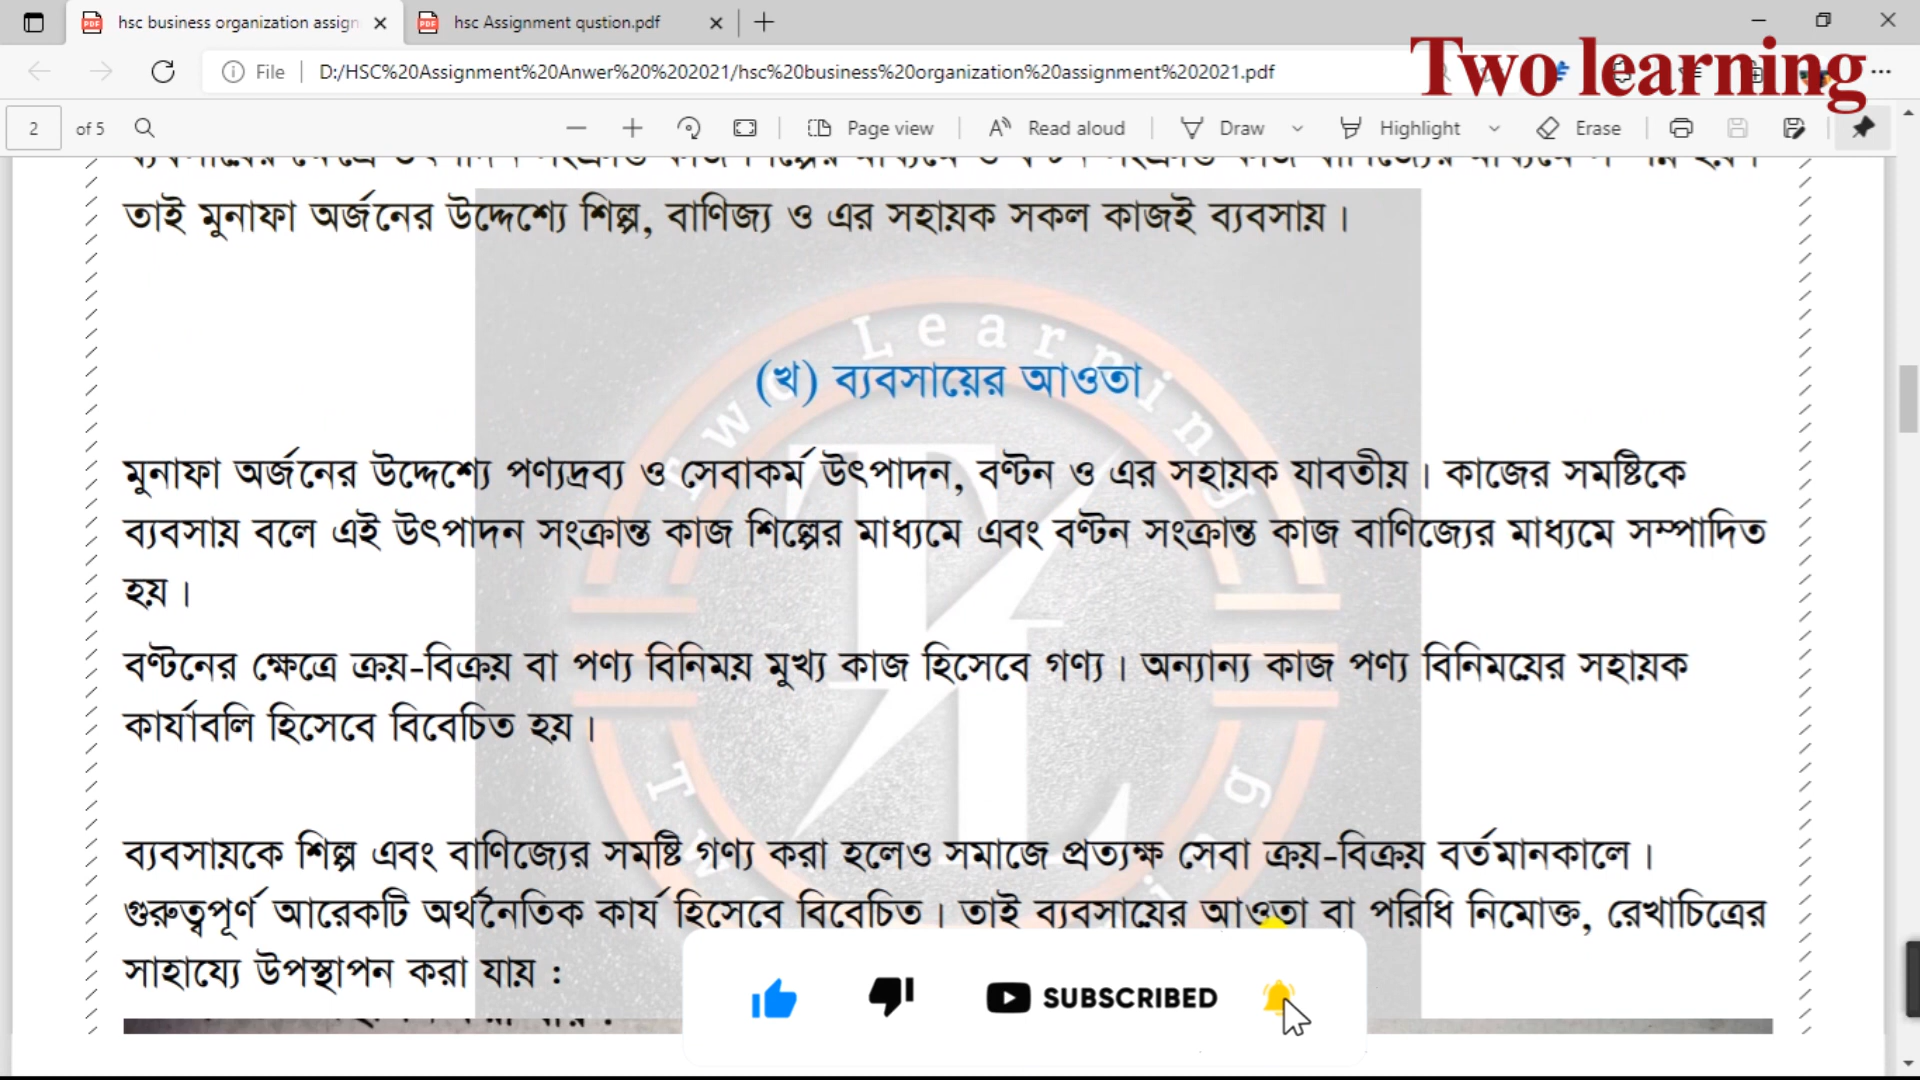 hsc business organization assign
hsc Assignment qustion.pdf
File
D:/HSC%20Assignment%20Anwer%20%202021/hsc%20business%20organization%20assignment%202021.pdf
Two learning
2 of 5
Page view
Read aloud
Draw
Highlight
Erase
তাই মুনাফা অর্জনের উদ্দেশ্যে শিল্প, বাণিজ্য ও এর সহায়ক সকল কাজই ব্যবসায়।
Two Learning
(খ) ব্যবসায়ের আওতা
মুনাফা অর্জনের উদ্দেশ্যে পণ্যদ্রব্য ও সেবাকর্ম উৎপাদন, বণ্টন ও এর সহায়ক যাবতীয়। কাজের সমষ্টিকে
ব্যবসায় বলে এই উৎপাদন সংক্রান্ত কাজ শিল্পের মাধ্যমে এবং বণ্টন সংক্রান্ত কাজ বাণিজ্যের মাধ্যমে সম্পাদিত
হয়।
বণ্টনের ক্ষেত্রে ক্রয়-বিক্রয় বা পণ্য বিনিময় মুখ্য কাজ হিসেবে গণ্য। অন্যান্য কাজ পণ্য বিনিময়ের সহায়ক
কার্যাবলি হিসেবে বিবেচিত হয়।
ব্যবসায়কে শিল্প এবং বাণিজ্যের সমষ্টি গণ্য করা হলেও সমাজে প্রত্যক্ষ সেবা ক্রয়-বিক্রয় বর্তমানকালে।
গুরুত্বপূর্ণ আরেকটি অর্থনৈতিক কার্য হিসেবে বিবেচিত। তাই ব্যবসায়ের আওতা বা পরিধি নিমোক্ত, রেখাচিত্রের
সাহায্যে উপস্থাপন করা যায় :
SUBSCRIBED